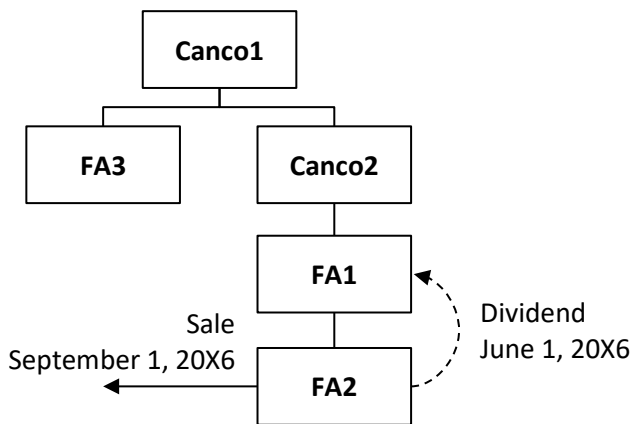 Canco1
FA3
Canco2
FA1
Sale
September 1, 20X6
Dividend
June 1, 20X6
FA2